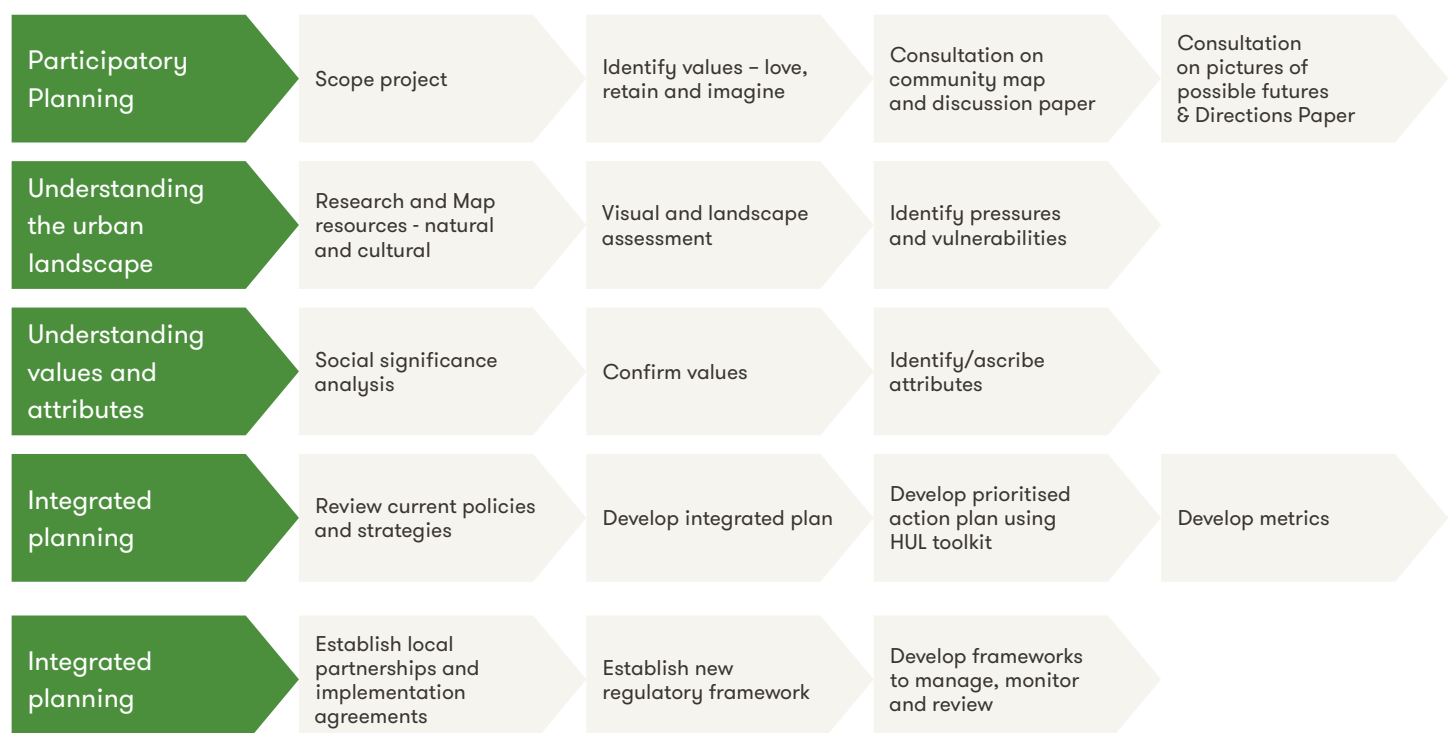 Participatory
Planning
Scope project
Identify values – love,
retain and imagine
Consultation on
community map
and discussion paper
Consultation
on pictures of
possible futures
& Directions Paper
Understanding
the urban
landscape
Research and Map
resources - natural
and cultural
Visual and landscape
assessment
Identify pressures
and vulnerabilities
Understanding
values and
attributes
Social significance
analysis
Confirm values
Identify/ascribe
attributes
Integrated
planning
Review current policies
and strategies
Develop integrated plan
Develop prioritised
action plan using
HUL toolkit
Develop metrics
Integrated
planning
Establish local
partnerships and
implementation
agreements
Establish new
regulatory framework
Develop frameworks
to manage, monitor
and review